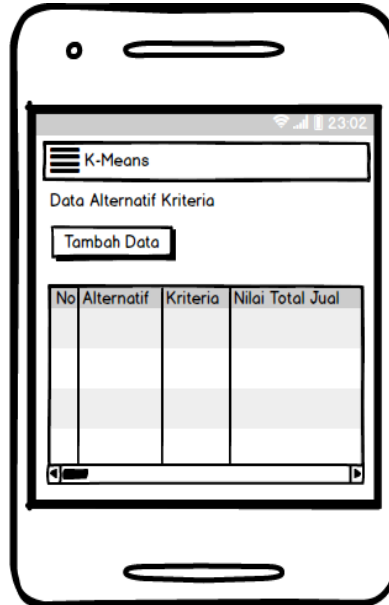 23:02
K-Means
Data Alternatif Kriteria
Tambah Data
No Alternatif Kriteria Nilai Total Jual